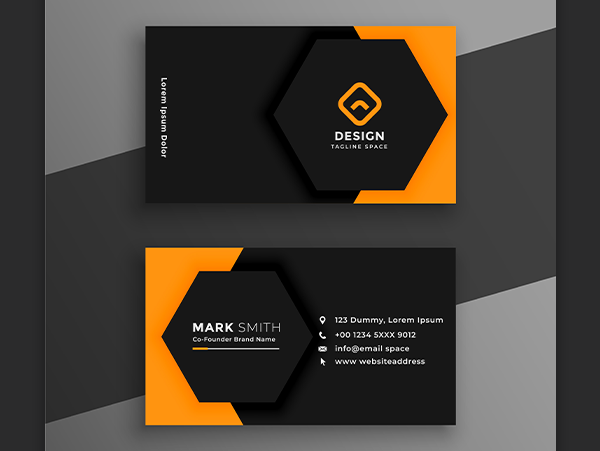 Lorem Ipsum Dolor
DESIGN
TAGLINE SPACE
MARK SMITH
Co-Founder Brand Name
123 Dummy, Lorem Ipsum
+00 1234 5XXX 9012
info@email space
www websiteaddress